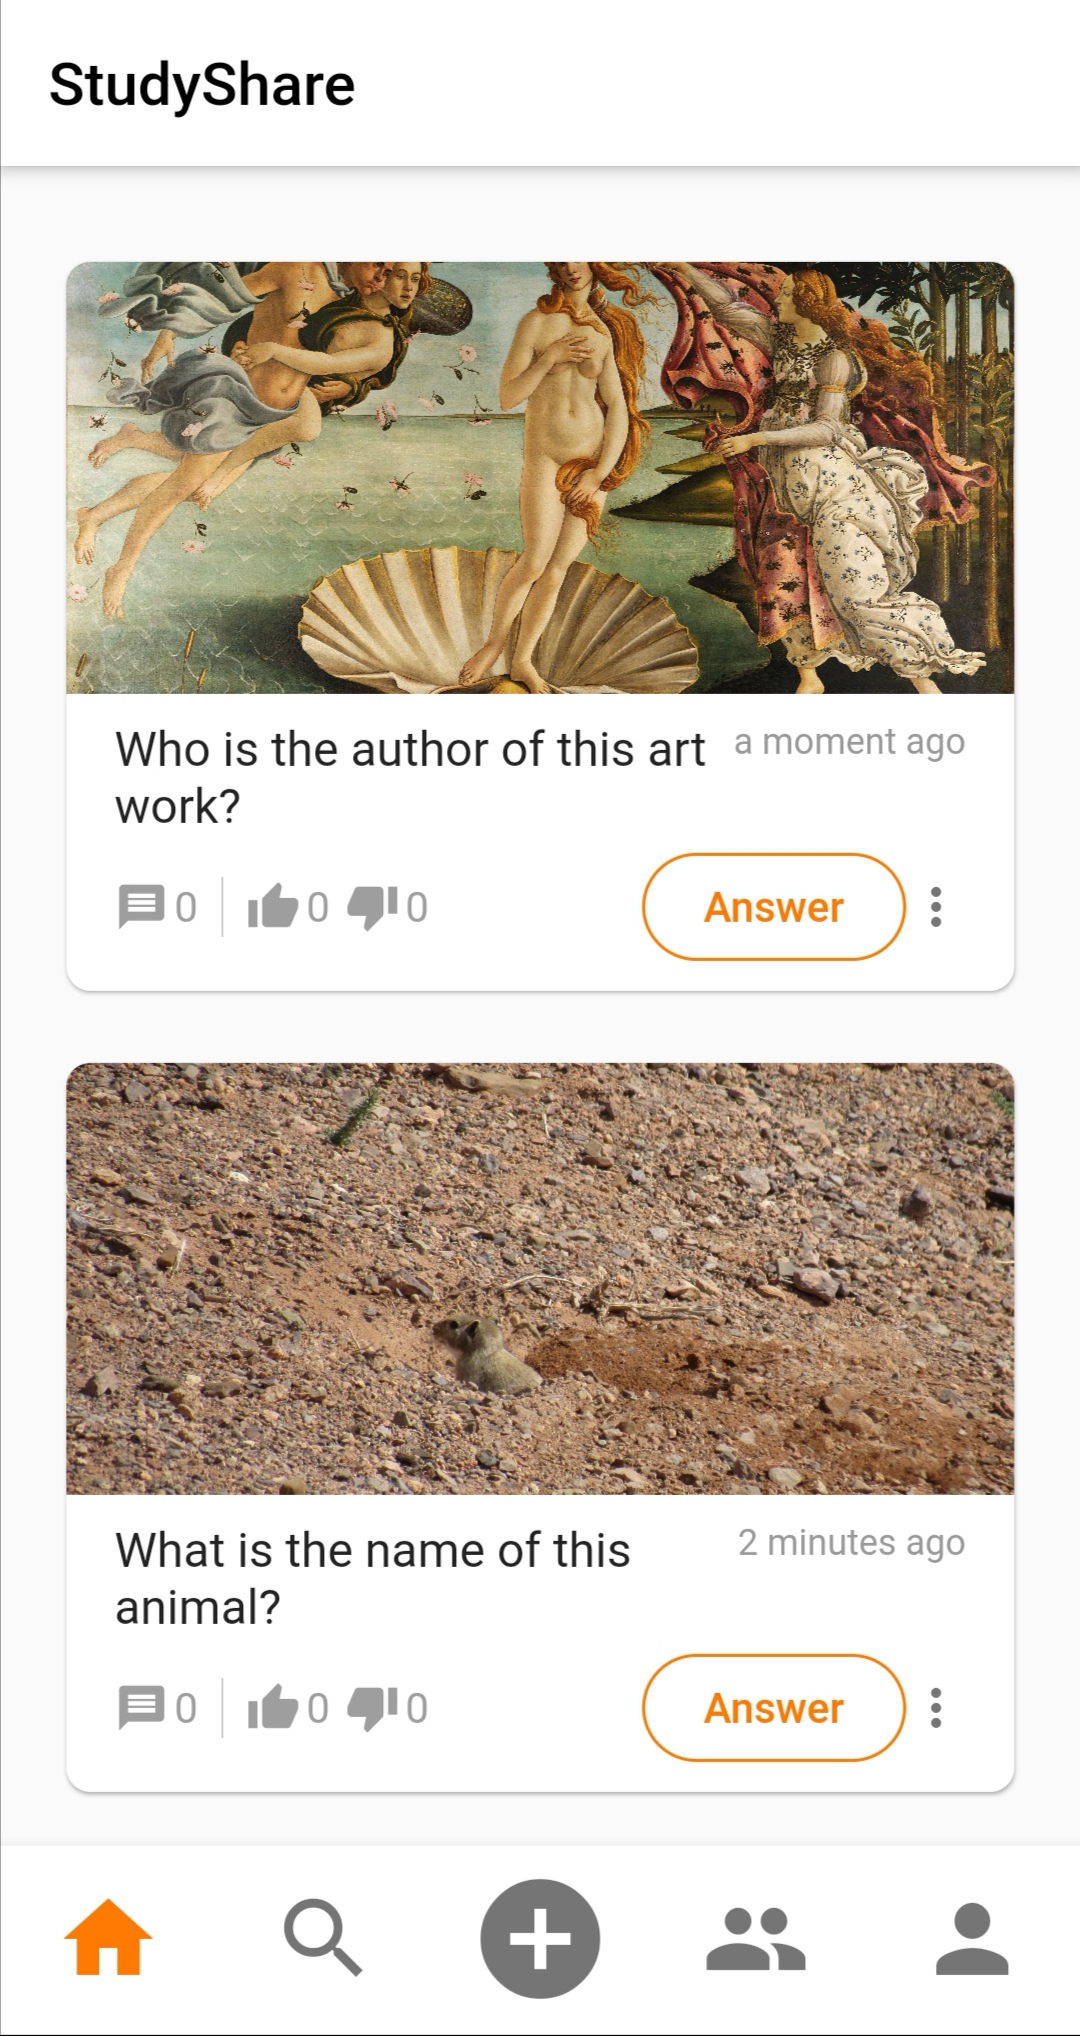 StudyShare
Who is the author of this art
work?
a moment ago
0
0
0
Answer
What is the name of this
animal?
2 minutes ago
0
0
0
Answer